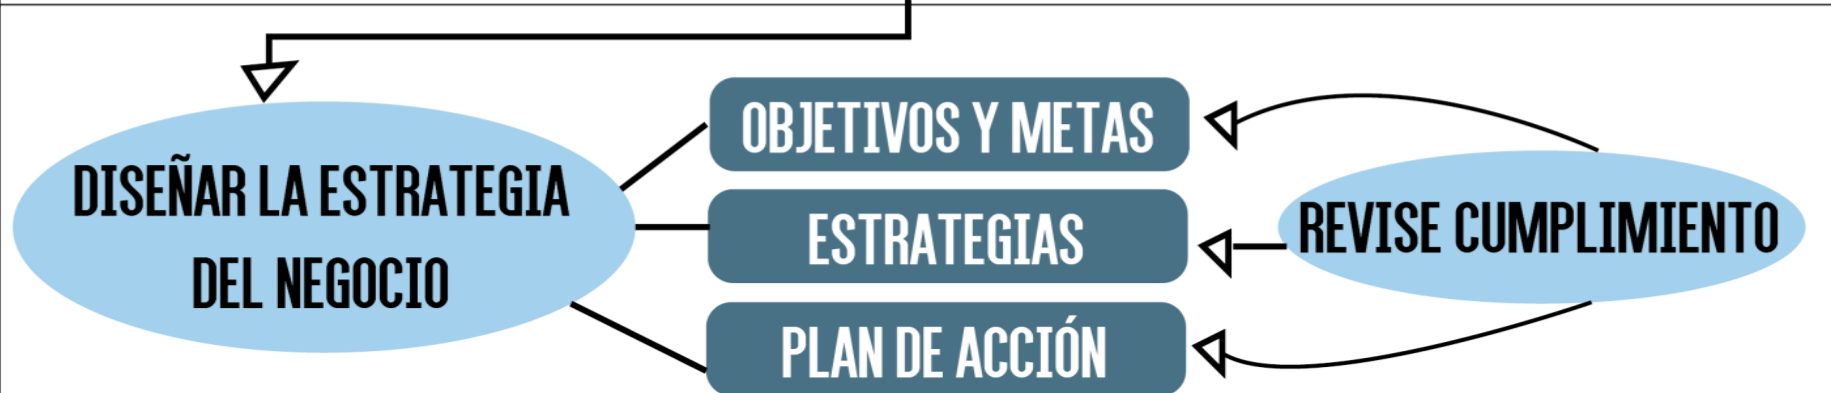 DISEÑAR LA ESTRATEGIA
DEL NEGOCIO
OBJETIVOS Y METAS
ESTRATEGIAS
PLAN DE ACCIÓN
REVISE CUMPLIMIENTO